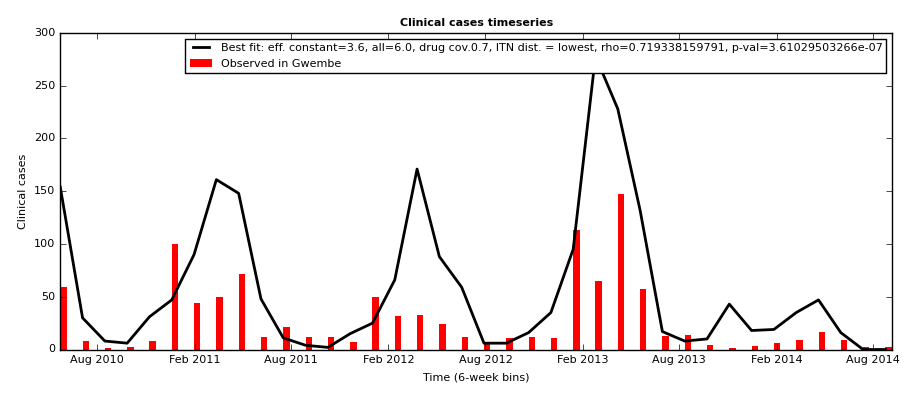 Clinical cases timeseries
Best fit: eff. constant=3.6, all=6.0, drug cov.0.7, ITN dist. = lowest, rho=0.719338159791, p-val=3.61029503266e-07
Observed in Gwembe
Clinical cases
300
250
200
150
100
50
0
Aug 2010 Feb 2011 Aug 2011 Feb 2012 Aug 2012 Feb 2013 Aug 2013 Feb 2014 Aug 2014
Time (6-week bins)